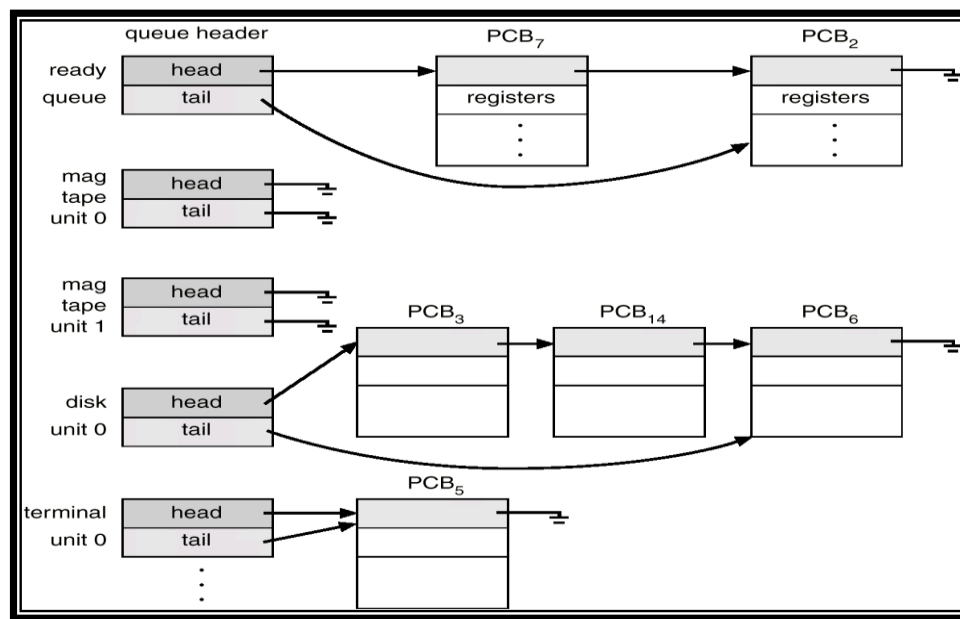 queue header PCB₇ PCB₂
ready head
queue tail registers registers
mag head
tape
unit 0 tail
mag head
tape
unit 1 tail
PCB₃ PCB₁₄ PCB₆
disk head
unit 0 tail
PCB₅
terminal head
unit 0 tail